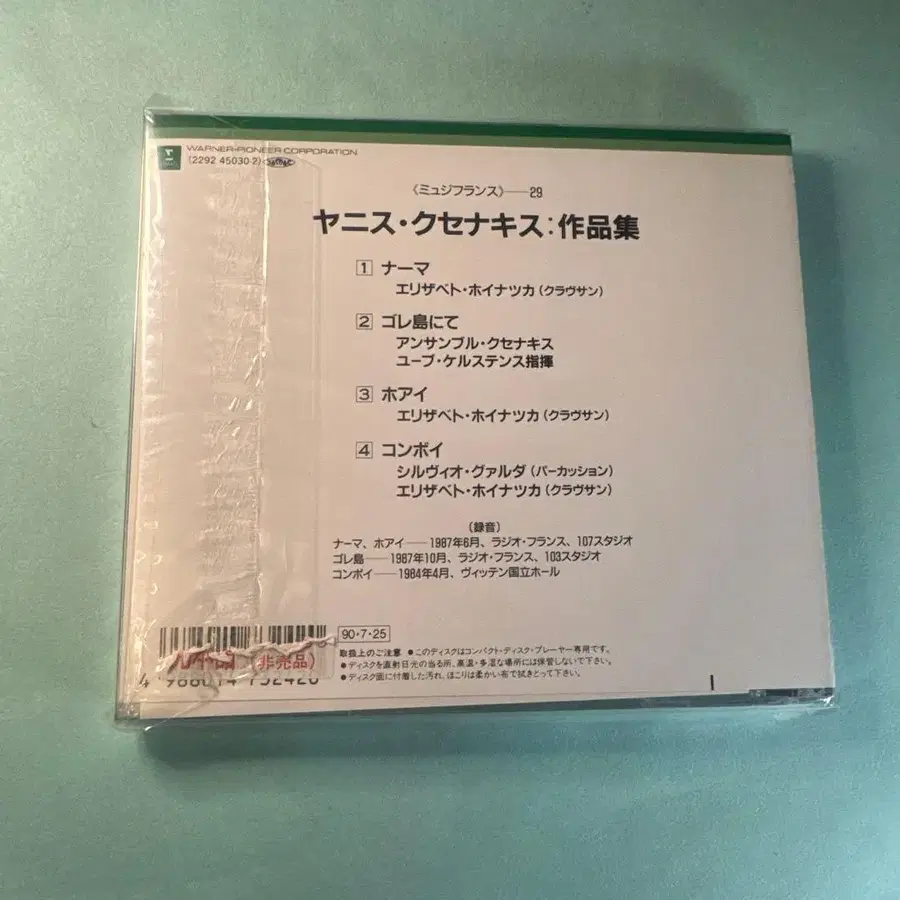 WARNER-PIONEER CORPORATION
(2292 45030-2)
《ミュジフランス》——29
ヤニス・クセナキス:作品集
1 ナーマ
エリザベト・ホイナツカ(クラヴサン)
2 ゴレ島にて
アンサンブル・クセナキス
ユーブ・ケルステンス指揮
3 ホアイ
エリザベト・ホイナツカ(クラヴサン)
4 コンボイ
シルヴィオ・グァルダ(パーカッション)
エリザベト・ホイナツカ(クラヴサン)
〔録音〕
ナーマ、ホアイ——1987年6月、ラジオ・フランス、107スタジオ
ゴレ島——1987年10月、ラジオ・フランス、103スタジオ
コンボイ——1984年4月、ヴィッテン国立ホール
90・7・25
取扱上のご注意 ●このディスクはコンパクト・ディスク・プレーヤー専用です。
●ディスクを直射日光の当る所、高温・多湿な場所には保管しないで下さい。
●ディスク面に付着した汚れ、ほこりは柔かい布で拭きとって下さい。
(非売品)